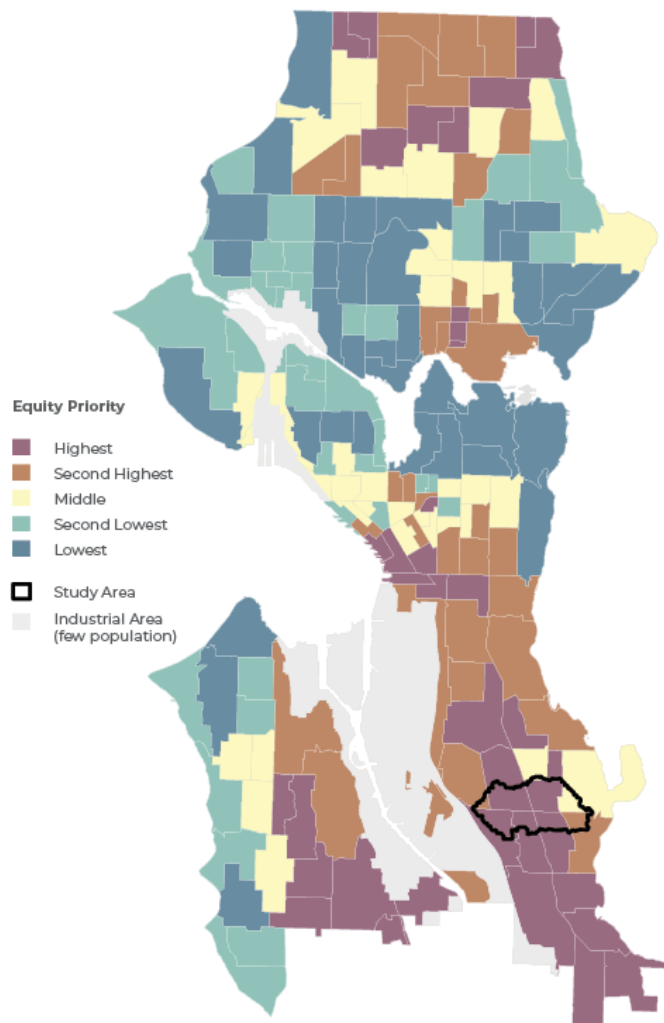 Equity Priority
Highest
Second Highest
Middle
Second Lowest
Lowest
Study Area
Industrial Area
(few population)